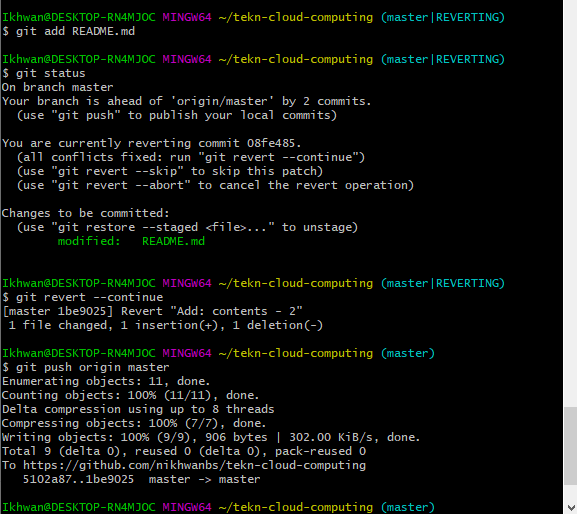 Ikhwan@DESKTOP-RN4MJOC MINGW64 ~/tekn-cloud-computing (master|REVERTING)
$ git add README.md

Ikhwan@DESKTOP-RN4MJOC MINGW64 ~/tekn-cloud-computing (master|REVERTING)
$ git status
On branch master
Your branch is ahead of 'origin/master' by 2 commits.
  (use "git push" to publish your local commits)

You are currently reverting commit 08fe485.
  (all conflicts fixed: run "git revert --continue")
  (use "git revert --skip" to skip this patch)
  (use "git revert --abort" to cancel the revert operation)

Changes to be committed:
  (use "git restore --staged <file>..." to unstage)
        modified:   README.md


Ikhwan@DESKTOP-RN4MJOC MINGW64 ~/tekn-cloud-computing (master|REVERTING)
$ git revert --continue
[master 1be9025] Revert "Add: contents - 2"
 1 file changed, 1 insertion(+), 1 deletion(-)

Ikhwan@DESKTOP-RN4MJOC MINGW64 ~/tekn-cloud-computing (master)
$ git push origin master
Enumerating objects: 11, done.
Counting objects: 100% (11/11), done.
Delta compression using up to 8 threads
Compressing objects: 100% (7/7), done.
Writing objects: 100% (9/9), 906 bytes | 302.00 KiB/s, done.
Total 9 (delta 0), reused 0 (delta 0), pack-reused 0
To https://github.com/nikhwanbs/tekn-cloud-computing
   5102a87..1be9025  master -> master

Ikhwan@DESKTOP-RN4MJOC MINGW64 ~/tekn-cloud-computing (master)